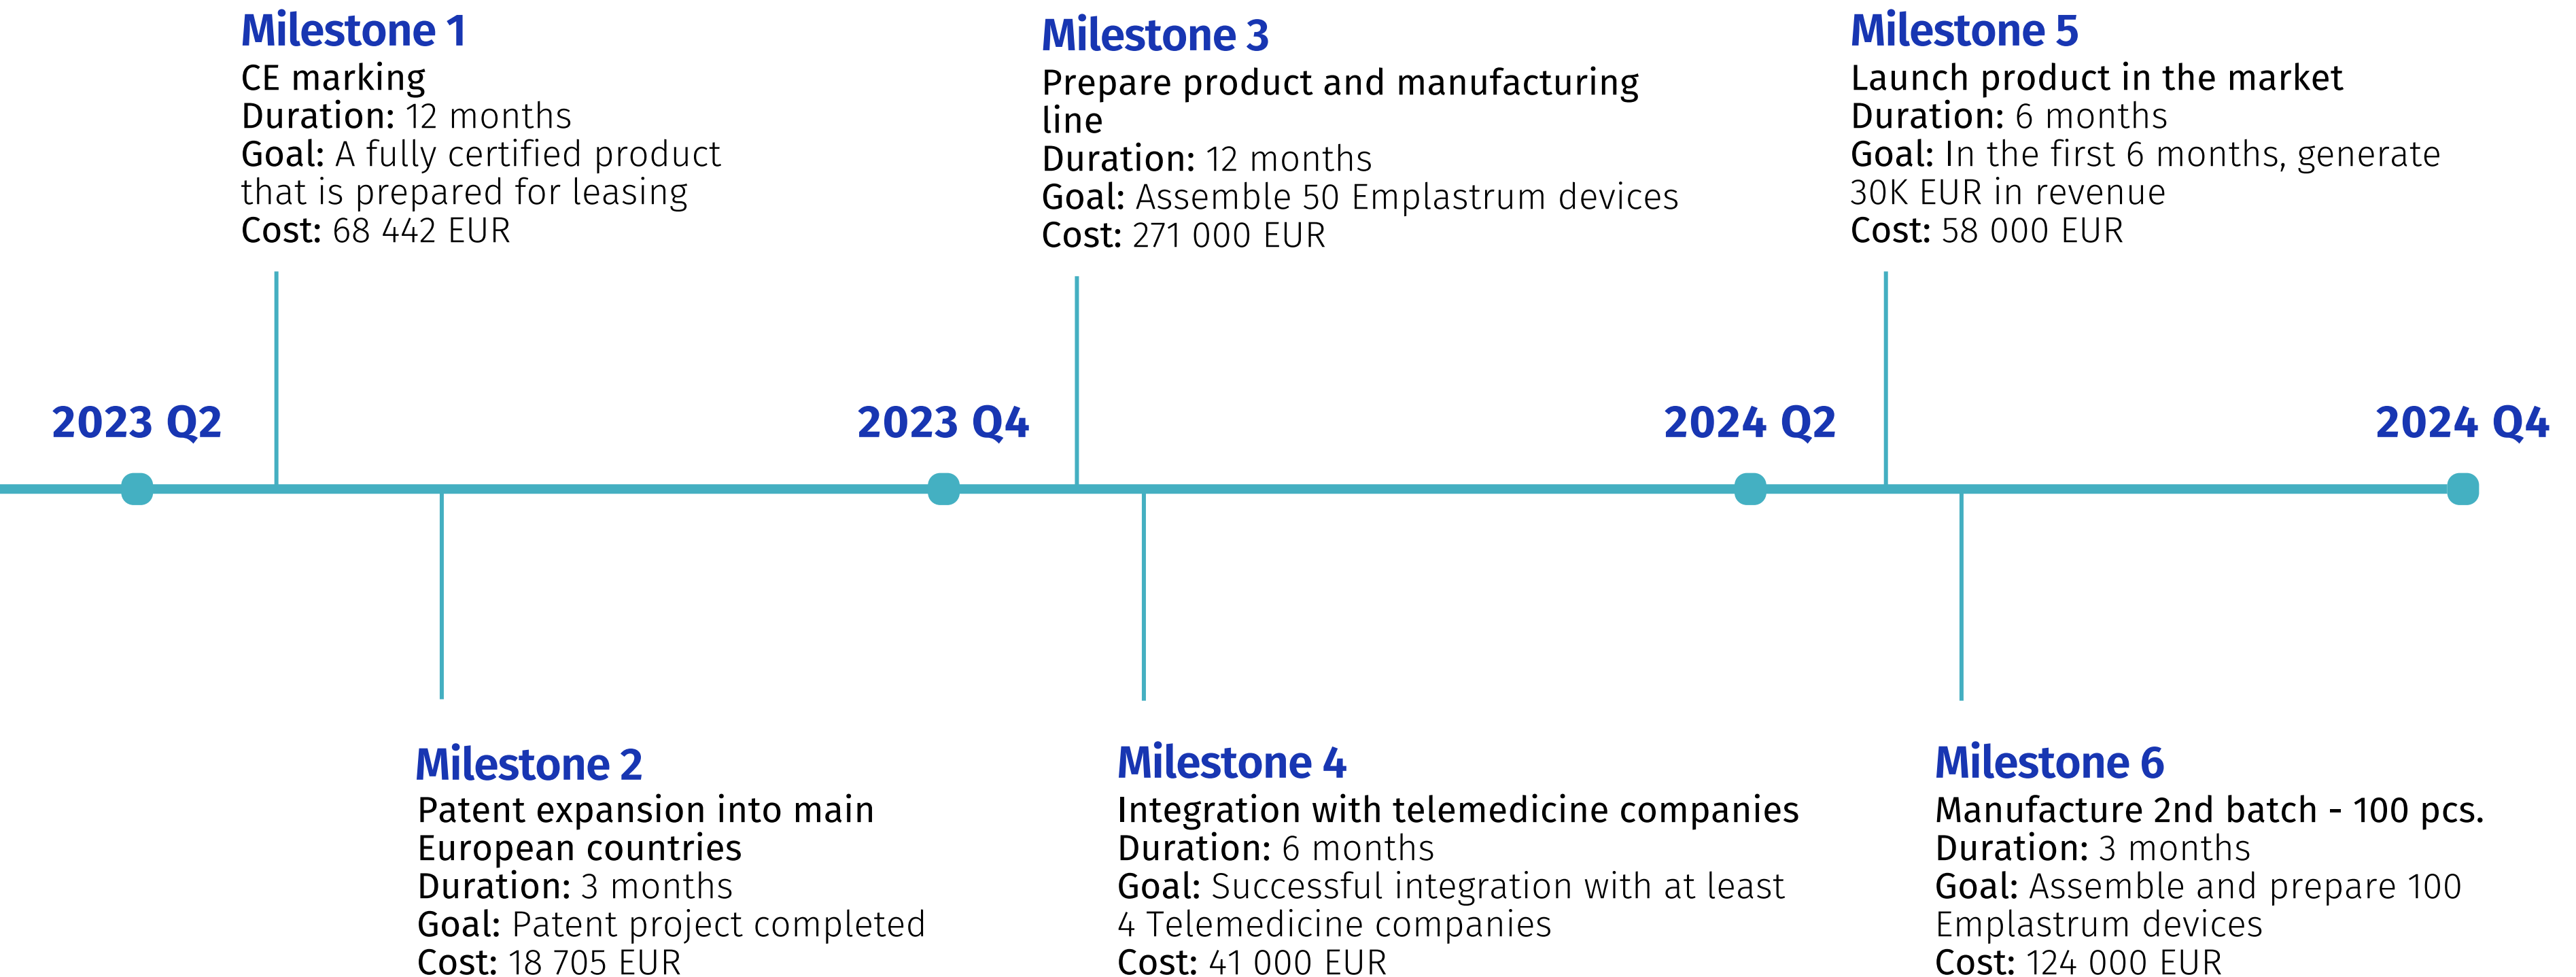 Milestone 1
CE marking
Duration: 12 months
Goal: A fully certified product
that is prepared for leasing
Cost: 68 442 EUR
Milestone 3
Prepare product and manufacturing
line
Duration: 12 months
Goal: Assemble 50 Emplastrum devices
Cost: 271 000 EUR
Milestone 5
Launch product in the market
Duration: 6 months
Goal: In the first 6 months, generate
30K EUR in revenue
Cost: 58 000 EUR
2023 Q2
2023 Q4
2024 Q2
2024 Q4
Milestone 2
Patent expansion into main
European countries
Duration: 3 months
Goal: Patent project completed
Cost: 18 705 EUR
Milestone 4
Integration with telemedicine companies
Duration: 6 months
Goal: Successful integration with at least
4 Telemedicine companies
Cost: 41 000 EUR
Milestone 6
Manufacture 2nd batch - 100 pcs.
Duration: 3 months
Goal: Assemble and prepare 100
Emplastrum devices
Cost: 124 000 EUR